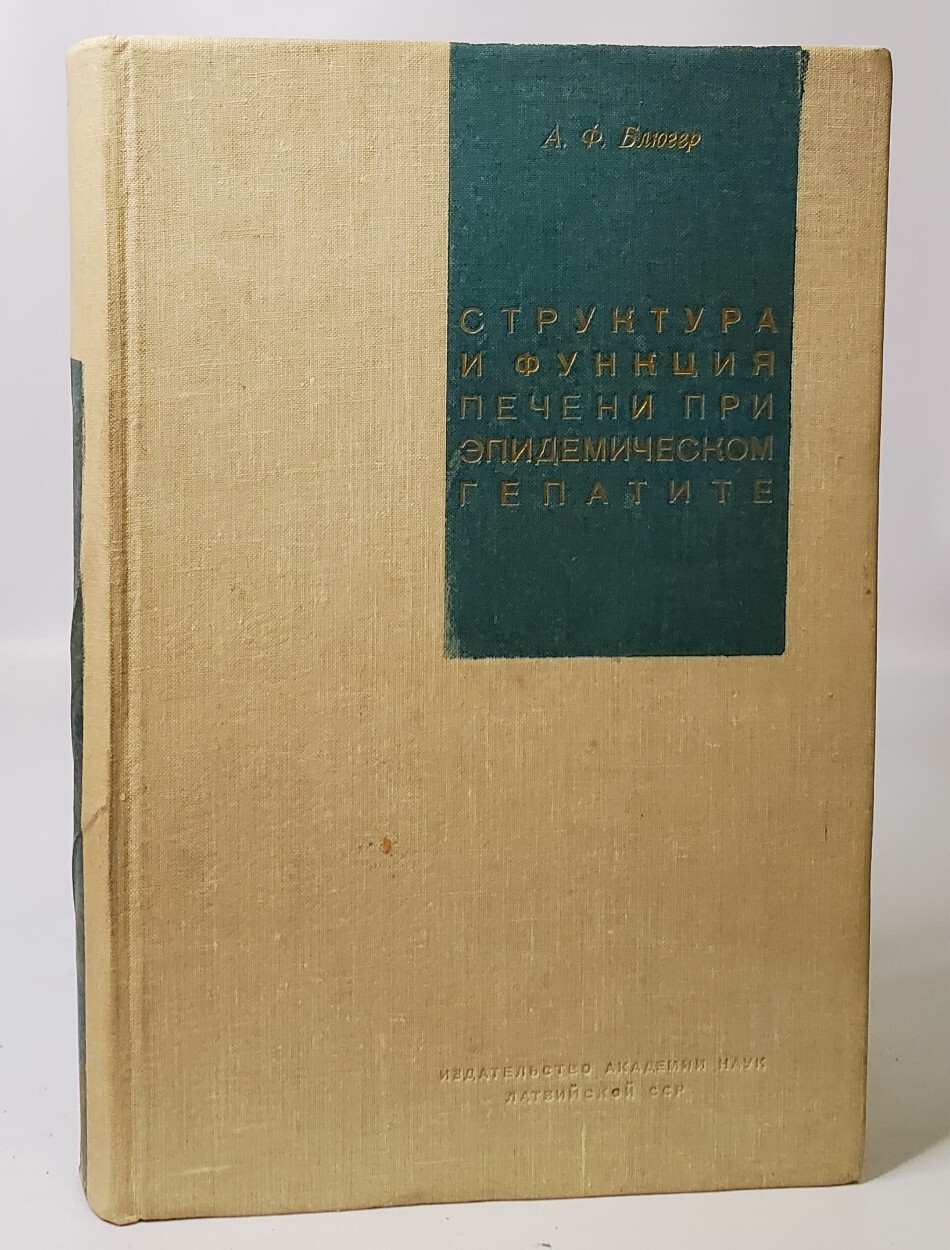 А. Ф. Блюгер
СТРУКТУРА
И ФУНКЦИЯ
ПЕЧЕНИ ПРИ
ЭПИДЕМИЧЕСКОМ
ГЕПАТИТЕ
ИЗДАТЕЛЬСТВО АКАДЕМИИ НАУК
ЛАТВИЙСКОЙ ССР